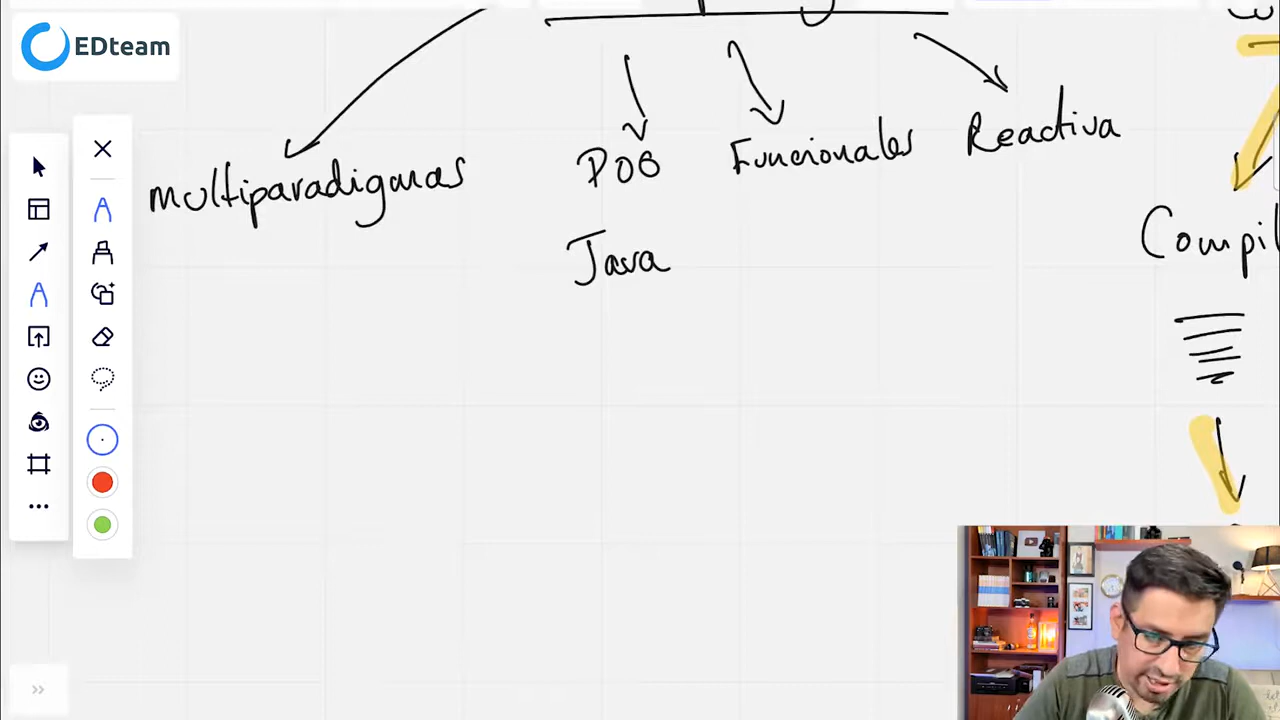 EDteam
multiparadigmas
POO
Funcionales
Reactiva
Java
Compil